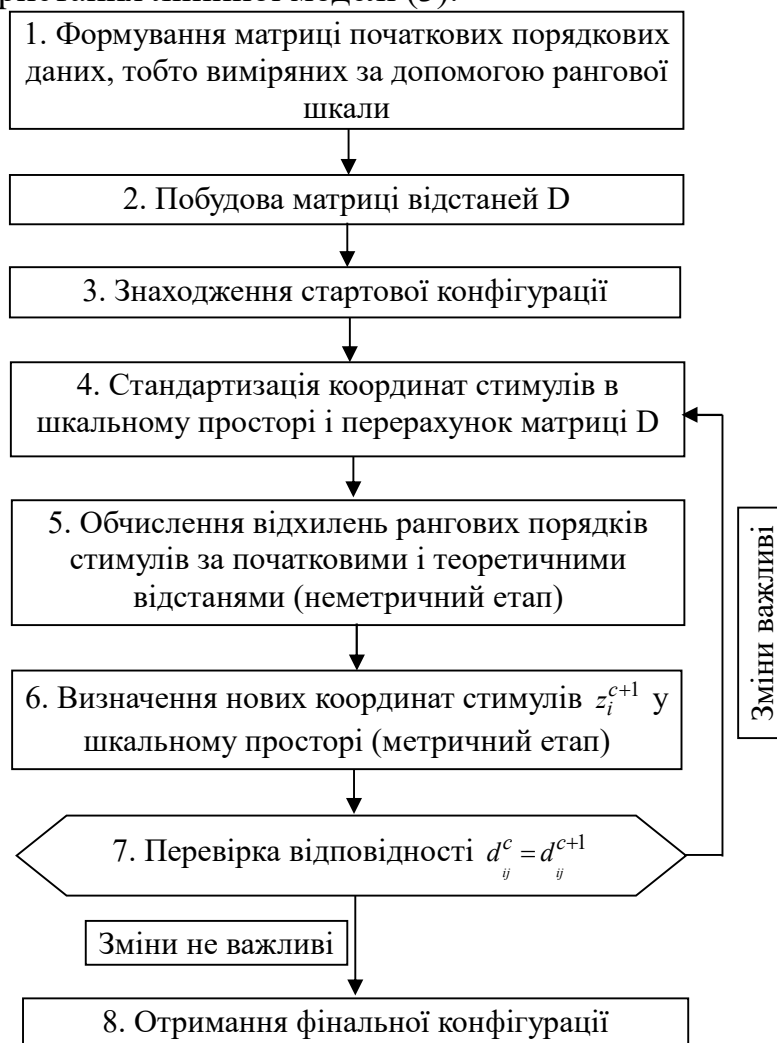 лінійної моделі (3).
1. Формування матриці початкових порядкових
даних, тобто виміряних за допомогою рангової
шкали
2. Побудова матриці відстаней D
3. Знаходження стартової конфігурації
4. Стандартизація координат стимулів в
шкальному просторі і перерахунок матриці D
5. Обчислення відхилень рангових порядків
стимулів за початковими і теоретичними
відстанями (неметричний етап)
Зміни важливі
6. Визначення нових координат стимулів z_i^{c+1} у
шкальному просторі (метричний етап)
7. Перевірка відповідності d_{ij}^{c} = d_{ij}^{c+1}
Зміни не важливі
8. Отримання фінальної конфігурації